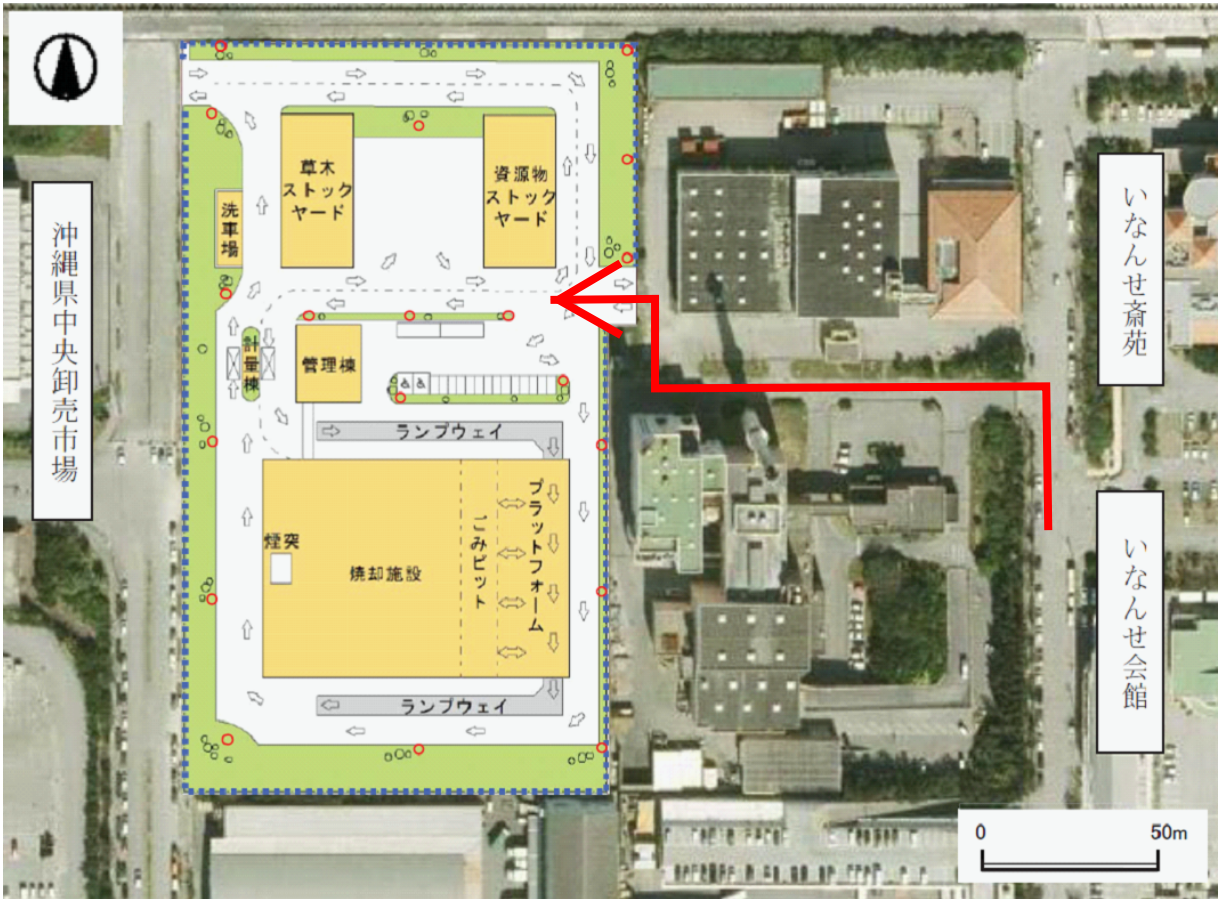 草木
ストック
ヤード
資源物
ストック
ヤード
洗車場
沖縄県中央卸売市場
いなんせ斎苑
計量棟
管理棟
ランプウェイ
煙突
焼却施設
ごみピット
プラットフォーム
いなんせ会館
ランプウェイ
0 50m